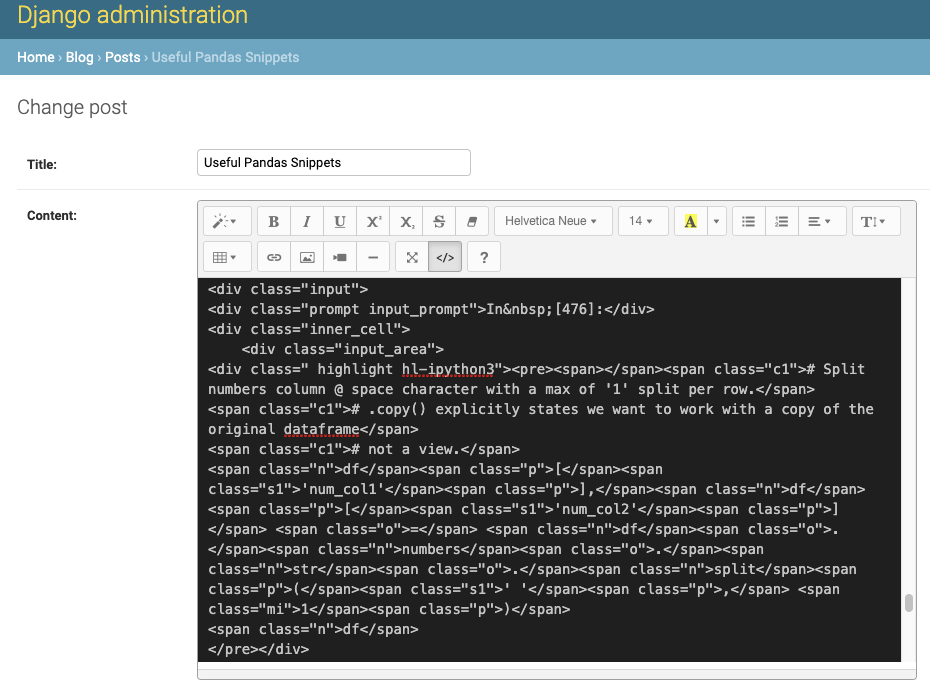 Django administration
Home › Blog › Posts › Useful Pandas Snippets
Change post
Title:
Useful Pandas Snippets
Content:
B I U X² X₂ S Helvetica Neue 14 A T
</> ?
<div class="input">
<div class="prompt input_prompt">In&nbsp;[476]:</div>
<div class="inner_cell">
    <div class="input_area">
<div class=" highlight hl-ipython3"><pre><span></span><span class="c1"># Split
numbers column @ space character with a max of '1' split per row.</span>
<span class="c1"># .copy() explicitly states we want to work with a copy of the
original dataframe</span>
<span class="c1"># not a view.</span>
<span class="n">df</span><span class="p">[</span><span
class="s1">'num_col1'</span><span class="p">],</span><span class="n">df</span>
<span class="p">[</span><span class="s1">'num_col2'</span><span class="p">]
</span> <span class="o">=</span> <span class="n">df</span><span class="o">.
</span><span class="n">numbers</span><span class="o">.</span><span
class="n">str</span><span class="o">.</span><span class="n">split</span><span
class="p">(</span><span class="s1">' '</span><span class="p">,</span> <span
class="mi">1</span><span class="p">)</span>
<span class="n">df</span>
</pre></div>